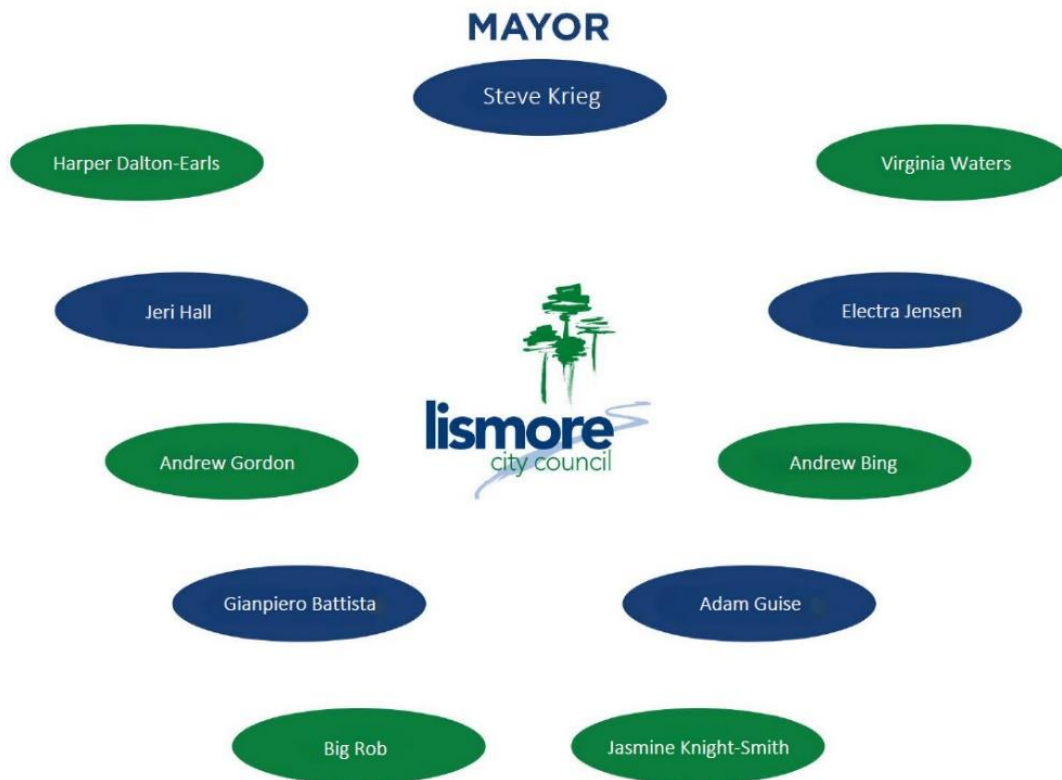 MAYOR
Steve Krieg
Harper Dalton-Earls
Virginia Waters
Jeri Hall
Electra Jensen
lismore
city council
Andrew Gordon
Andrew Bing
Gianpiero Battista
Adam Guise
Big Rob
Jasmine Knight-Smith